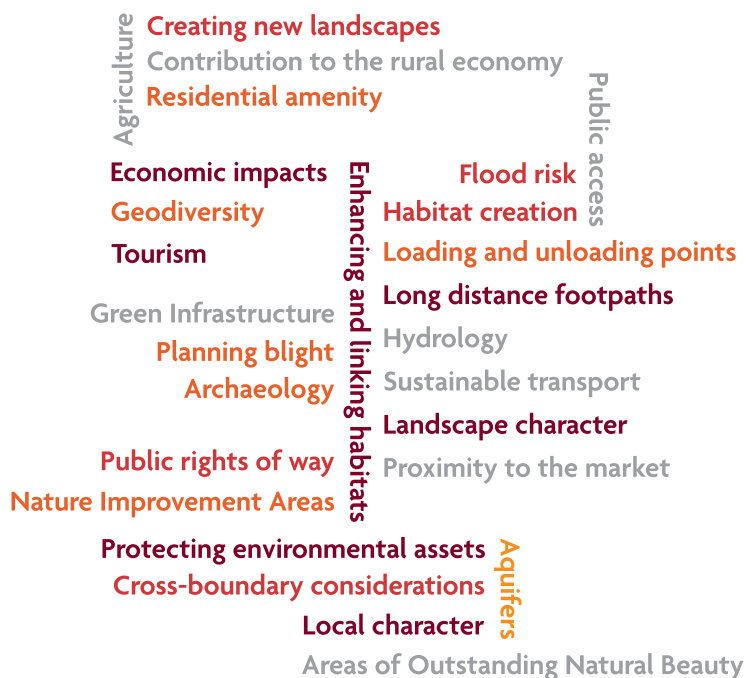 Agriculture
Creating new landscapes
Contribution to the rural economy
Residential amenity
Public access
Economic impacts
Geodiversity
Tourism
Enhancing and linking habitats
Flood risk
Habitat creation
Loading and unloading points
Long distance footpaths
Green Infrastructure
Planning blight
Archaeology
Hydrology
Sustainable transport
Landscape character
Proximity to the market
Public rights of way
Nature Improvement Areas
Protecting environmental assets
Cross-boundary considerations
Local character
Aquifers
Areas of Outstanding Natural Beauty